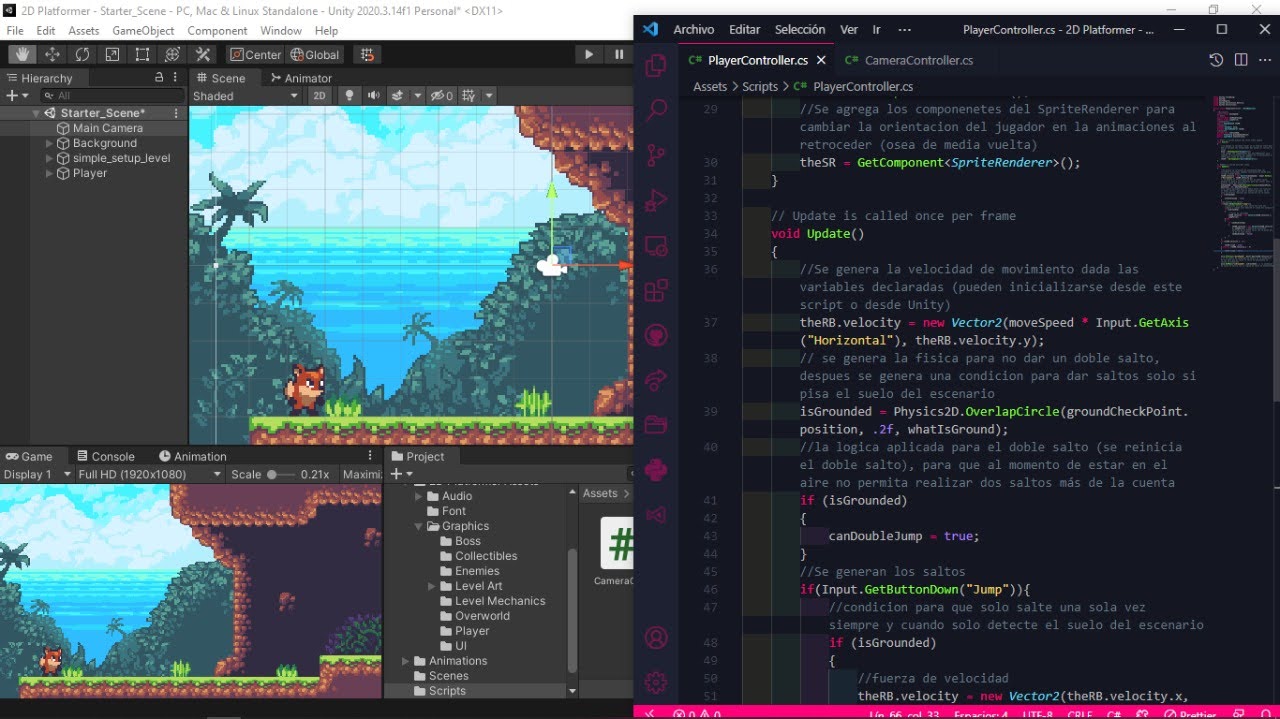 2D Platformer - Starter_Scene - PC, Mac & Linux Standalone - Unity 2020.3.14f1 Personal* <DX11>
File Edit Assets GameObject Component Window Help
Center Global
Hierarchy
All
Starter_Scene*
Main Camera
Background
simple_setup_level
Player
Scene Animator
Shaded 2D 0
Game Console Animation
Display 1 Full HD (1920x1080) Scale 0.21x Maximi
Project
Audio
Font
Graphics
Boss
Collectibles
Enemies
Level Art
Level Mechanics
Overworld
Player
UI
Animations
Scenes
Scripts
Assets >
#
CameraC
Archivo Editar Selección Ver Ir ... PlayerController.cs - 2D Platformer - ...
C# PlayerController.cs C# CameraController.cs
Assets > Scripts > C# PlayerController.cs
29 //Se agrega los componenetes del SpriteRenderer para
cambiar la orientacion del jugador en la animaciones al
retroceder (osea de media vuelta)
30 theSR = GetComponent<SpriteRenderer>();
31 }
32
33 // Update is called once per frame
34 void Update()
35 {
36 //Se genera la velocidad de movimiento dada las
variables declaradas (pueden inicializarse desde este
script o desde Unity)
37 theRB.velocity = new Vector2(moveSpeed * Input.GetAxis
("Horizontal"), theRB.velocity.y);
38 // se genera la fisica para no dar un doble salto,
despues se genera una condicion para dar saltos solo si
pisa el suelo del escenario
39 isGrounded = Physics2D.OverlapCircle(groundCheckPoint.
position, .2f, whatIsGround);
40 //la logica aplicada para el doble salto (se reinicia
el doble salto), para que al momento de estar en el
aire no permita realizar dos saltos más de la cuenta
41 if (isGrounded)
42 {
43 canDoubleJump = true;
44 }
45 //Se generan los saltos
46 if(Input.GetButtonDown("Jump")){
47 //condicion para que solo salte una sola vez
siempre y cuando solo detecte el suelo del escenario
48 if (isGrounded)
49 {
50 //fuerza de velocidad
51 theRB.velocity = new Vector2(theRB.velocity.x,
0 0 Lín. 66, col. 33 Espacios: 4 UTF-8 CRLF C# Prettier